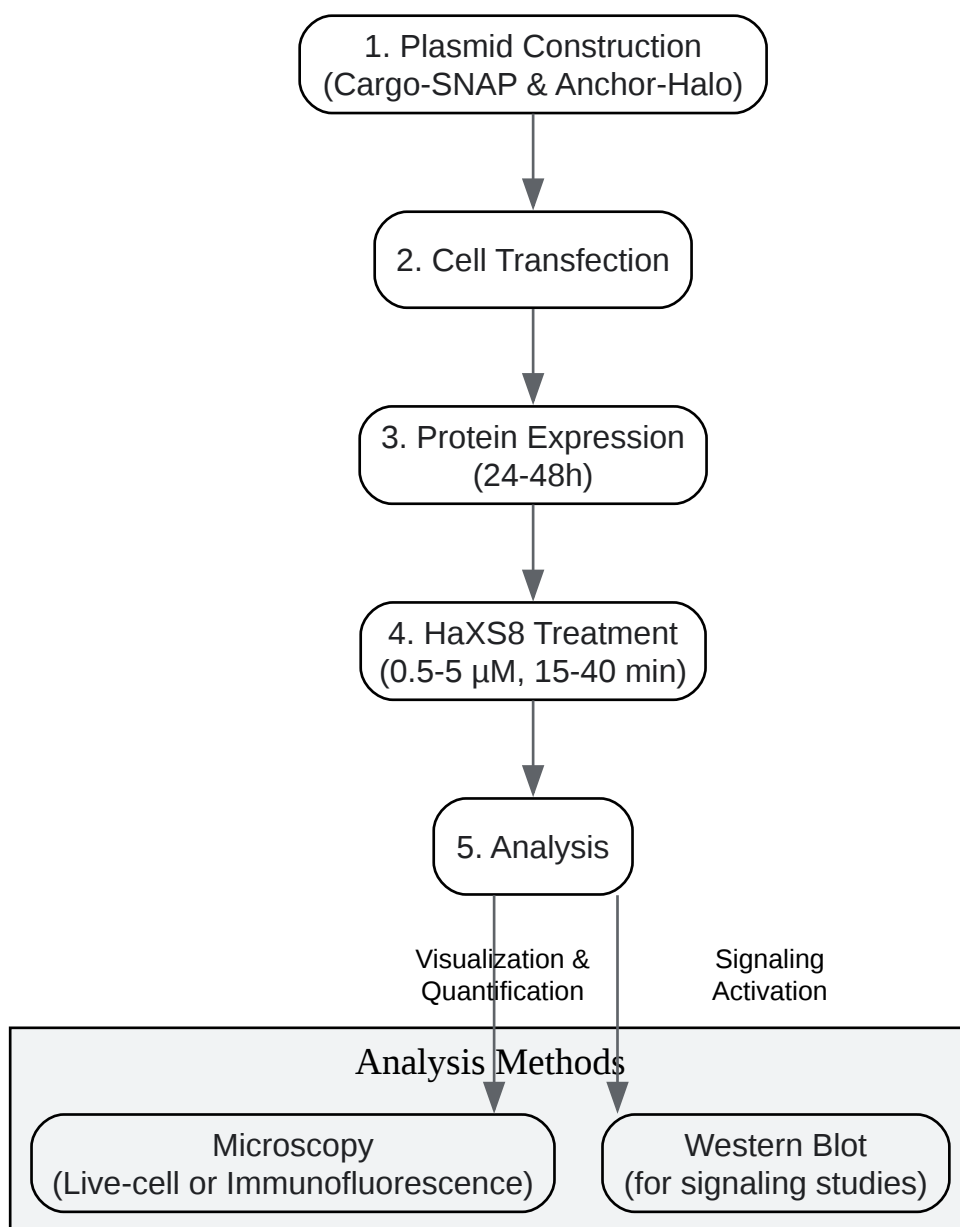 1. Plasmid Construction
(Cargo-SNAP & Anchor-Halo)
2. Cell Transfection
3. Protein Expression
(24-48h)
4. HaXS8 Treatment
(0.5-5 µM, 15-40 min)
5. Analysis
Visualization &
Quantification
Signaling
Activation
Analysis Methods
Microscopy
(Live-cell or Immunofluorescence)
Western Blot
(for signaling studies)